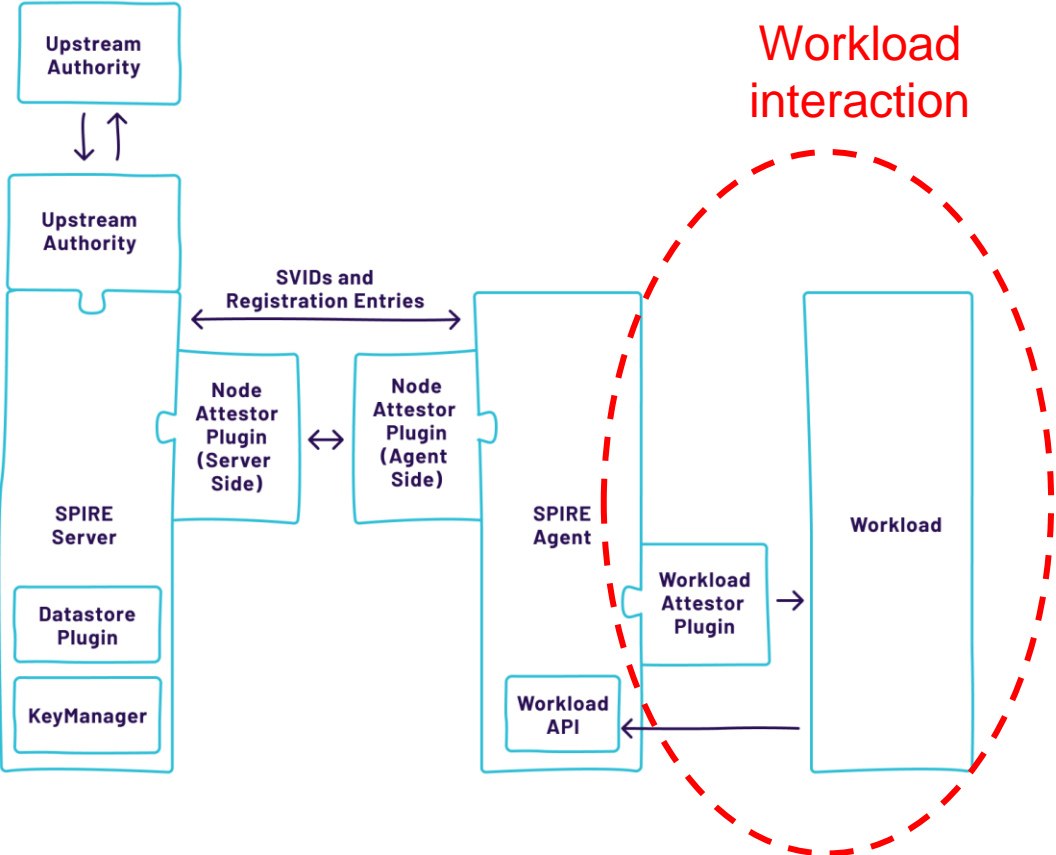 Upstream
Authority
Workload
interaction
Upstream
Authority
SVIDs and
Registration Entries
Node
Attestor
Plugin
(Server
Side)
Node
Attestor
Plugin
(Agent
Side)
SPIRE
Server
SPIRE
Agent
Workload
Workload
Attestor
Plugin
Datastore
Plugin
KeyManager
Workload
API